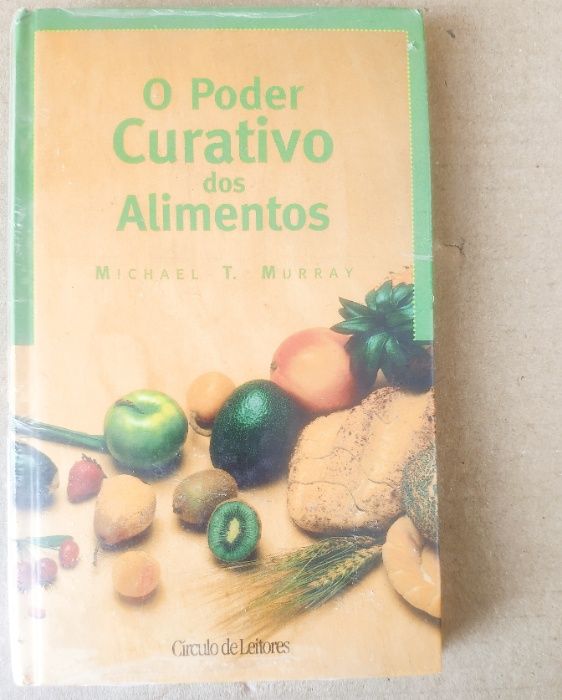 O Poder
Curativo
dos
Alimentos
MICHAEL T. MURRAY
Círculo de Leitores